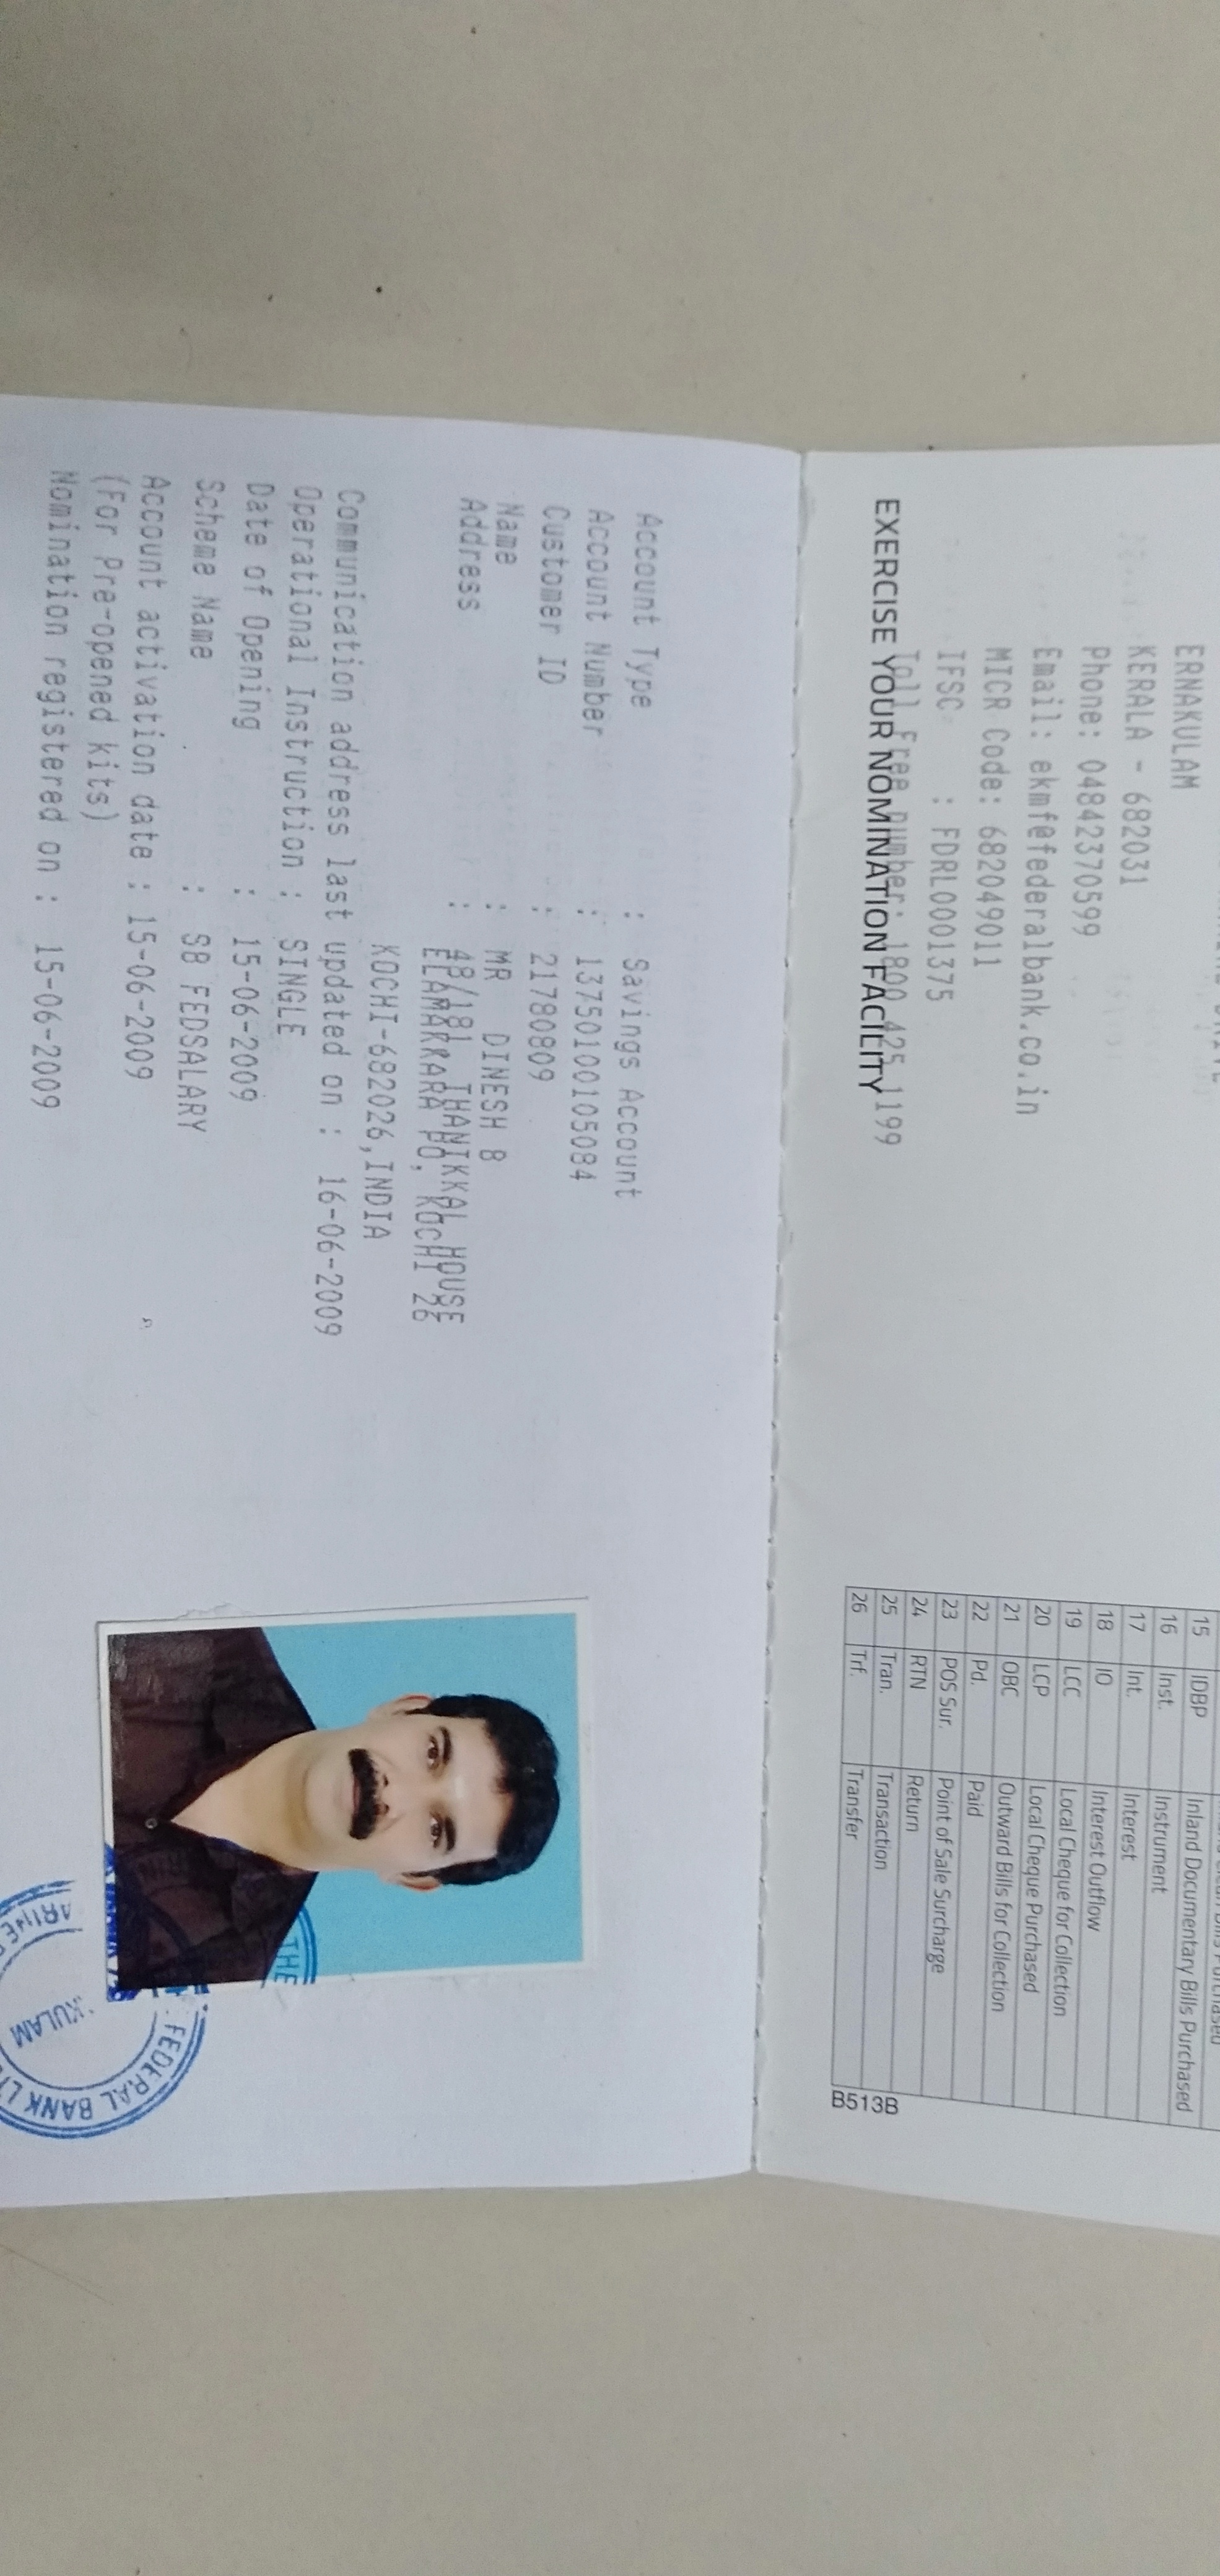 ERNAKULAM
KERALA - 682031
Phone: 04842370599
Email: ekmf@federalbank.co.in
MICR Code: 682049011
IFSC : FDRL0001375
Toll Free number: 1800 425 1199
EXERCISE YOUR NOMINATION FACILITY
15 IDBP Inland Documentary Bills Purchased
16 Inst. Instrument
17 Int. Interest
18 IO Interest Outflow
19 LCC Local Cheque for Collection
20 LCP Local Cheque Purchased
21 OBC Outward Bills for Collection
22 Pd. Paid
23 POS Sur. Point of Sale Surcharge
24 RTN Return
25 Tran. Transaction
26 Trf. Transfer
B513B
Account Type : Savings Account
Account Number : 13750100105084
Customer ID : 21780809
Name : MR DINESH B
Address : 48/181 THANIKKAL HOUSE
ELAMAKKARA PO, KOCHI 26
KOCHI-682026,INDIA
Communication address last updated on : 16-06-2009
Operational Instruction : SINGLE
Date of Opening : 15-06-2009
Scheme Name : SB FEDSALARY
Account activation date : 15-06-2009
(For Pre-opened kits)
Nomination registered on : 15-06-2009
THE
FEDERAL BANK
KULAM